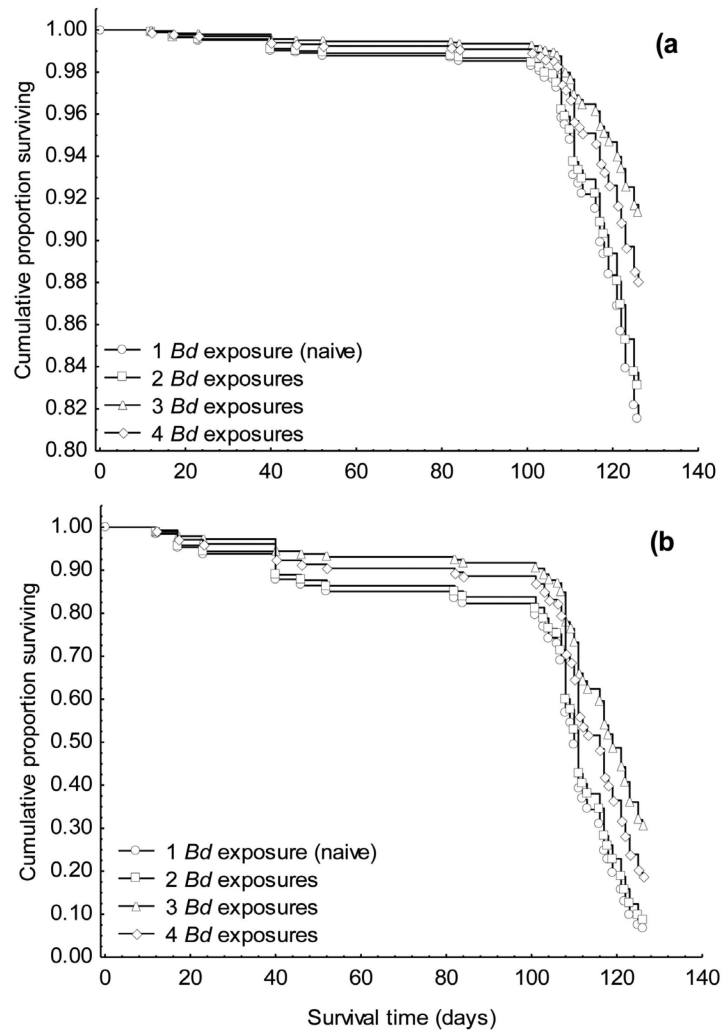 (a
Cumulative proportion surviving
1.00
0.98
0.96
0.94
0.92
0.90
0.88
0.86
0.84
0.82
0.80
1 Bd exposure (naive)
2 Bd exposures
3 Bd exposures
4 Bd exposures
0 20 40 60 80 100 120 140
(b
Cumulative proportion surviving
1.00
0.90
0.80
0.70
0.60
0.50
0.40
0.30
0.20
0.10
0.00
1 Bd exposure (naive)
2 Bd exposures
3 Bd exposures
4 Bd exposures
0 20 40 60 80 100 120 140
Survival time (days)